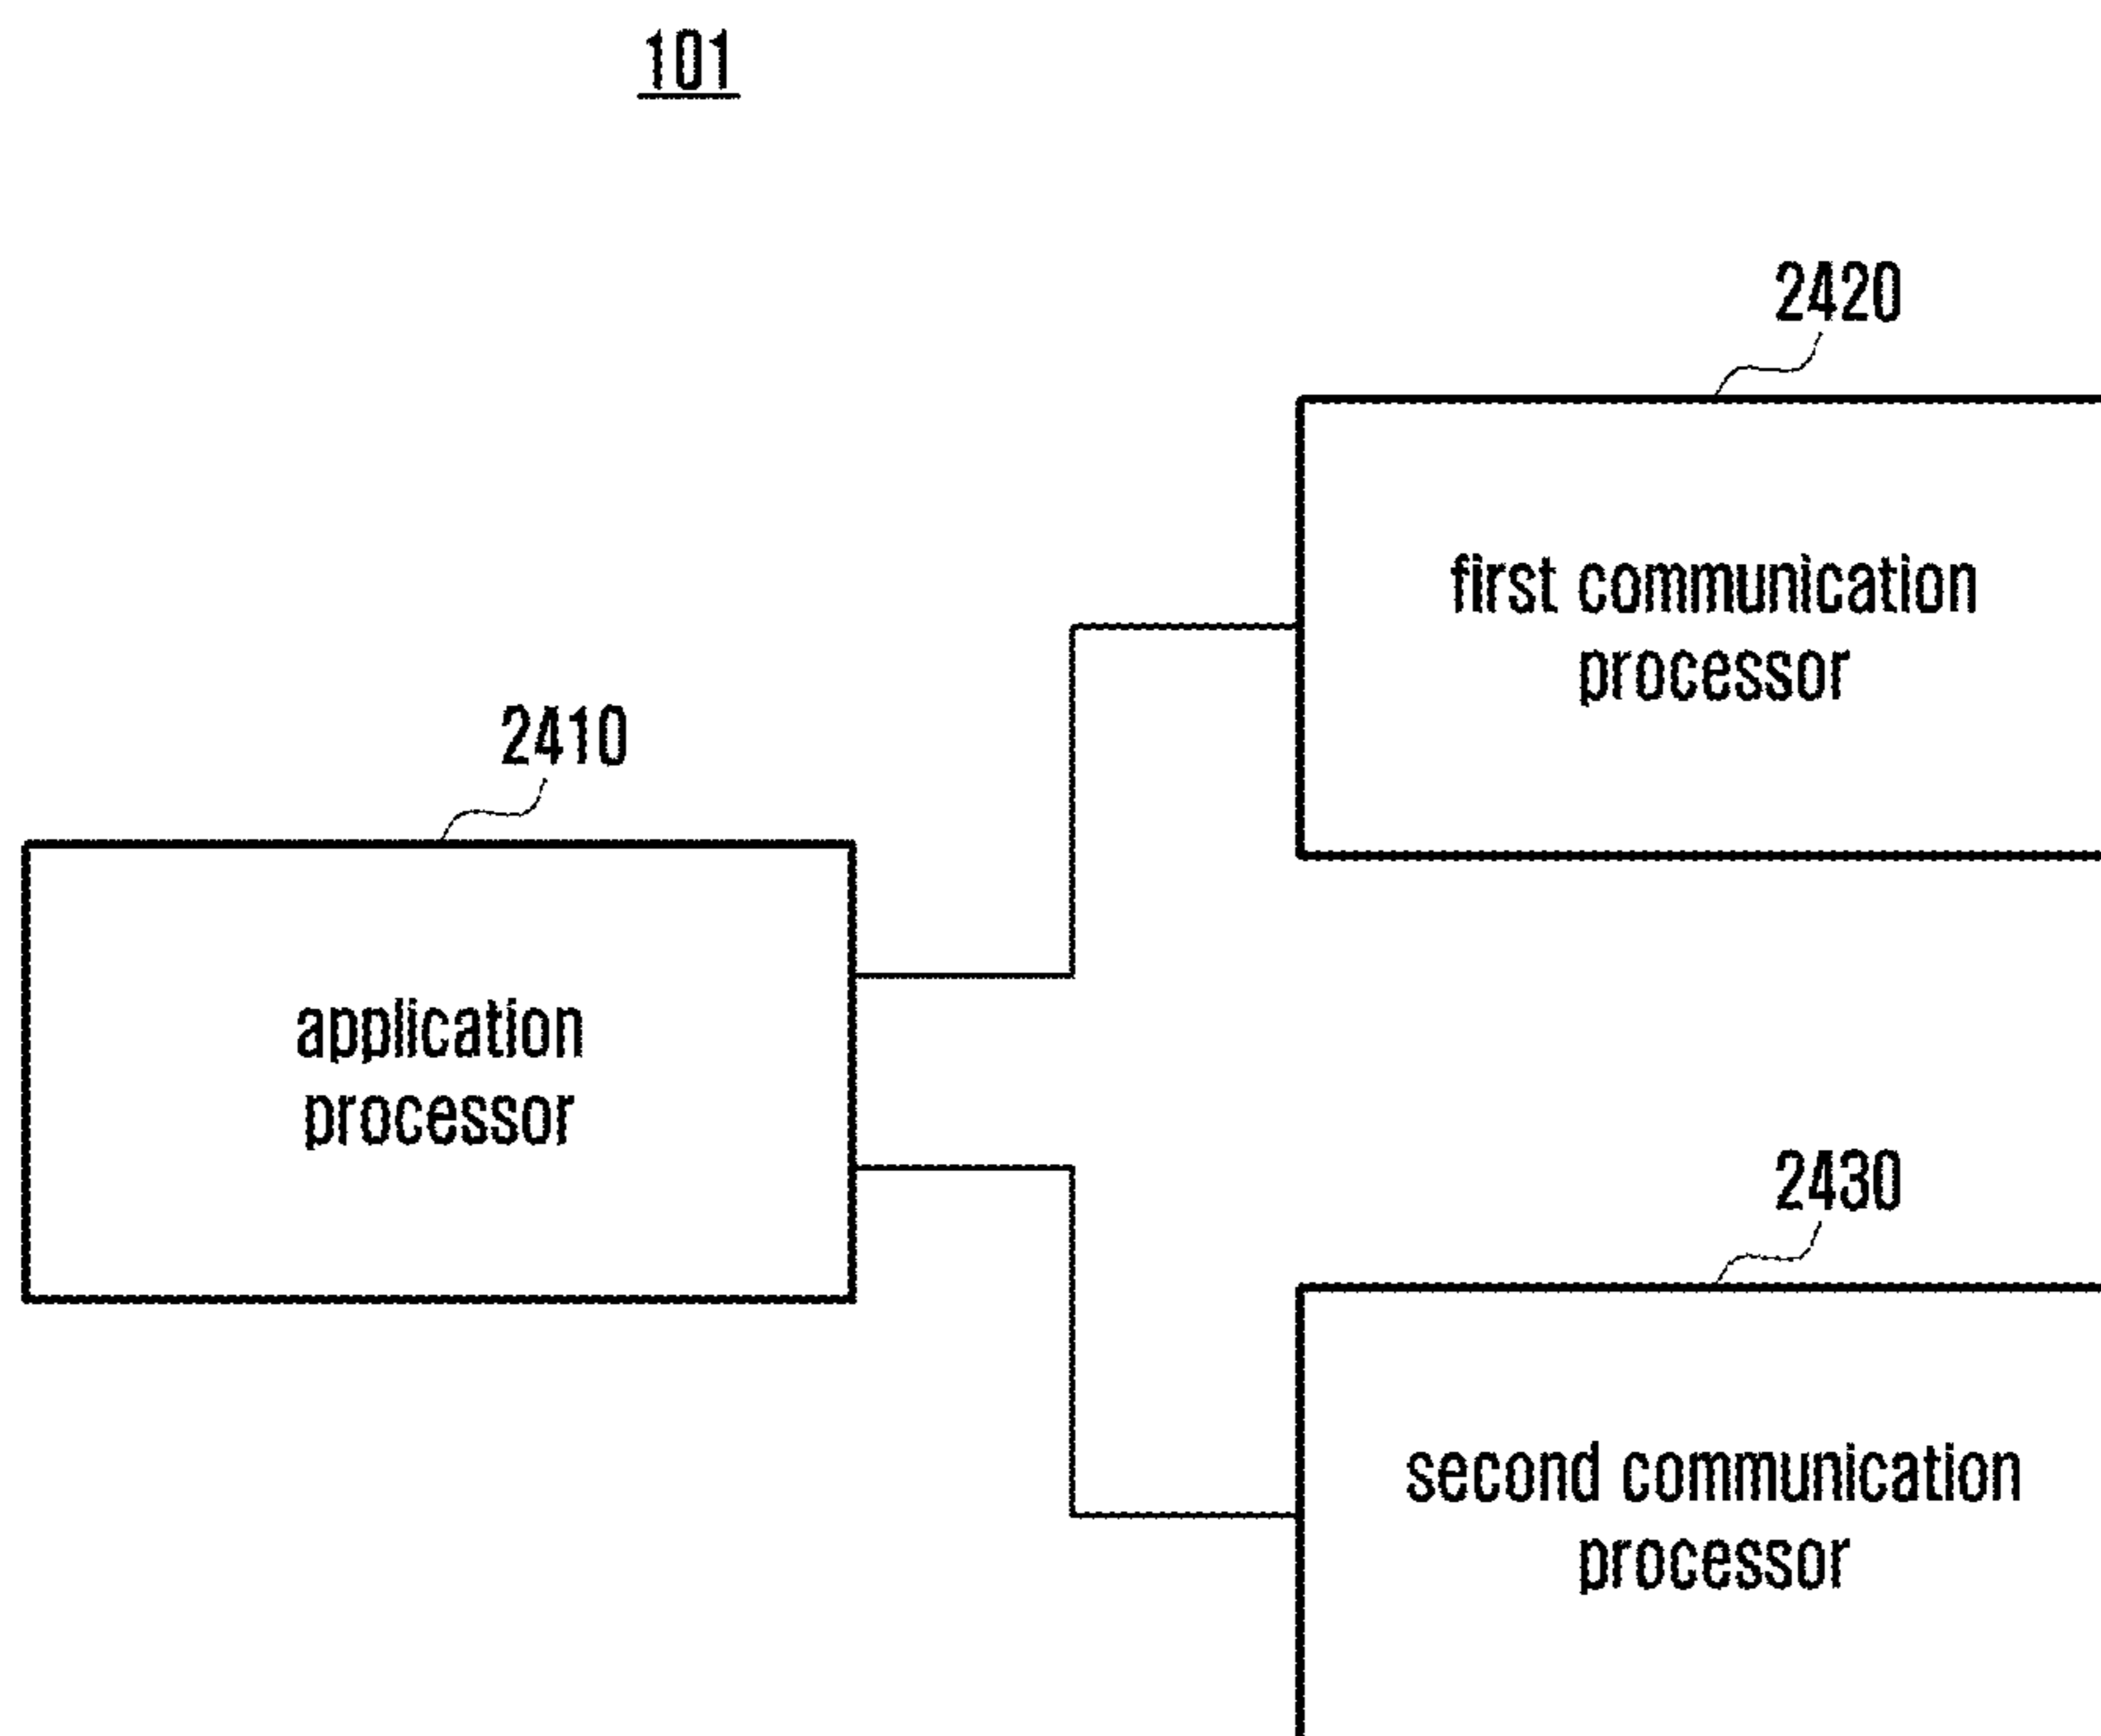 101
2420
first communication
processor
2410
application
processor
2430
second communication
processor